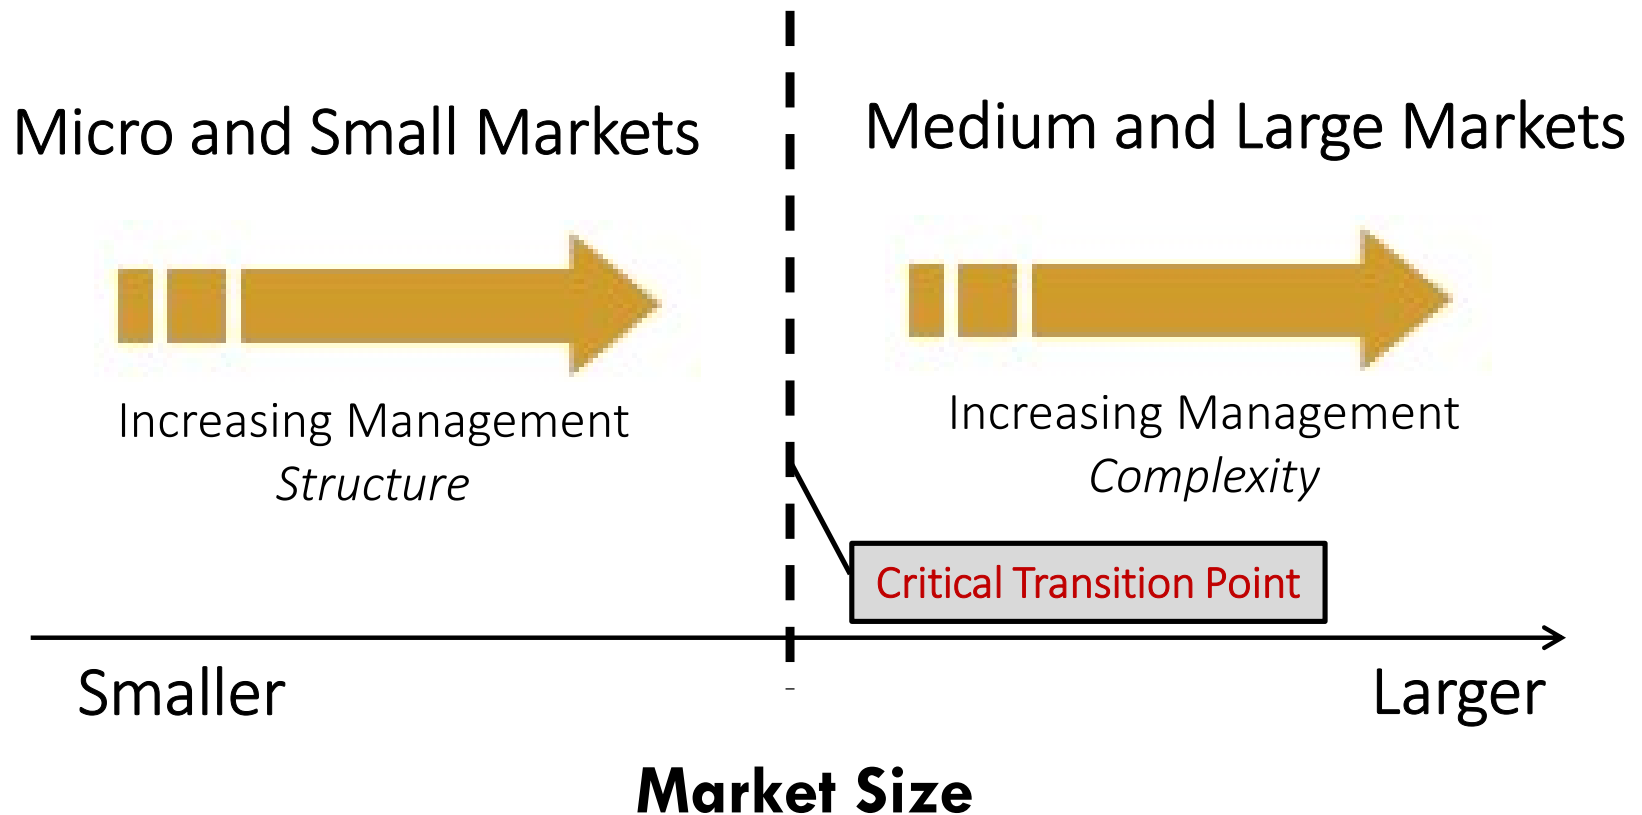 Micro and Small Markets
Medium and Large Markets
Increasing Management
Structure
Increasing Management
Complexity
Critical Transition Point
Smaller
Larger
Market Size